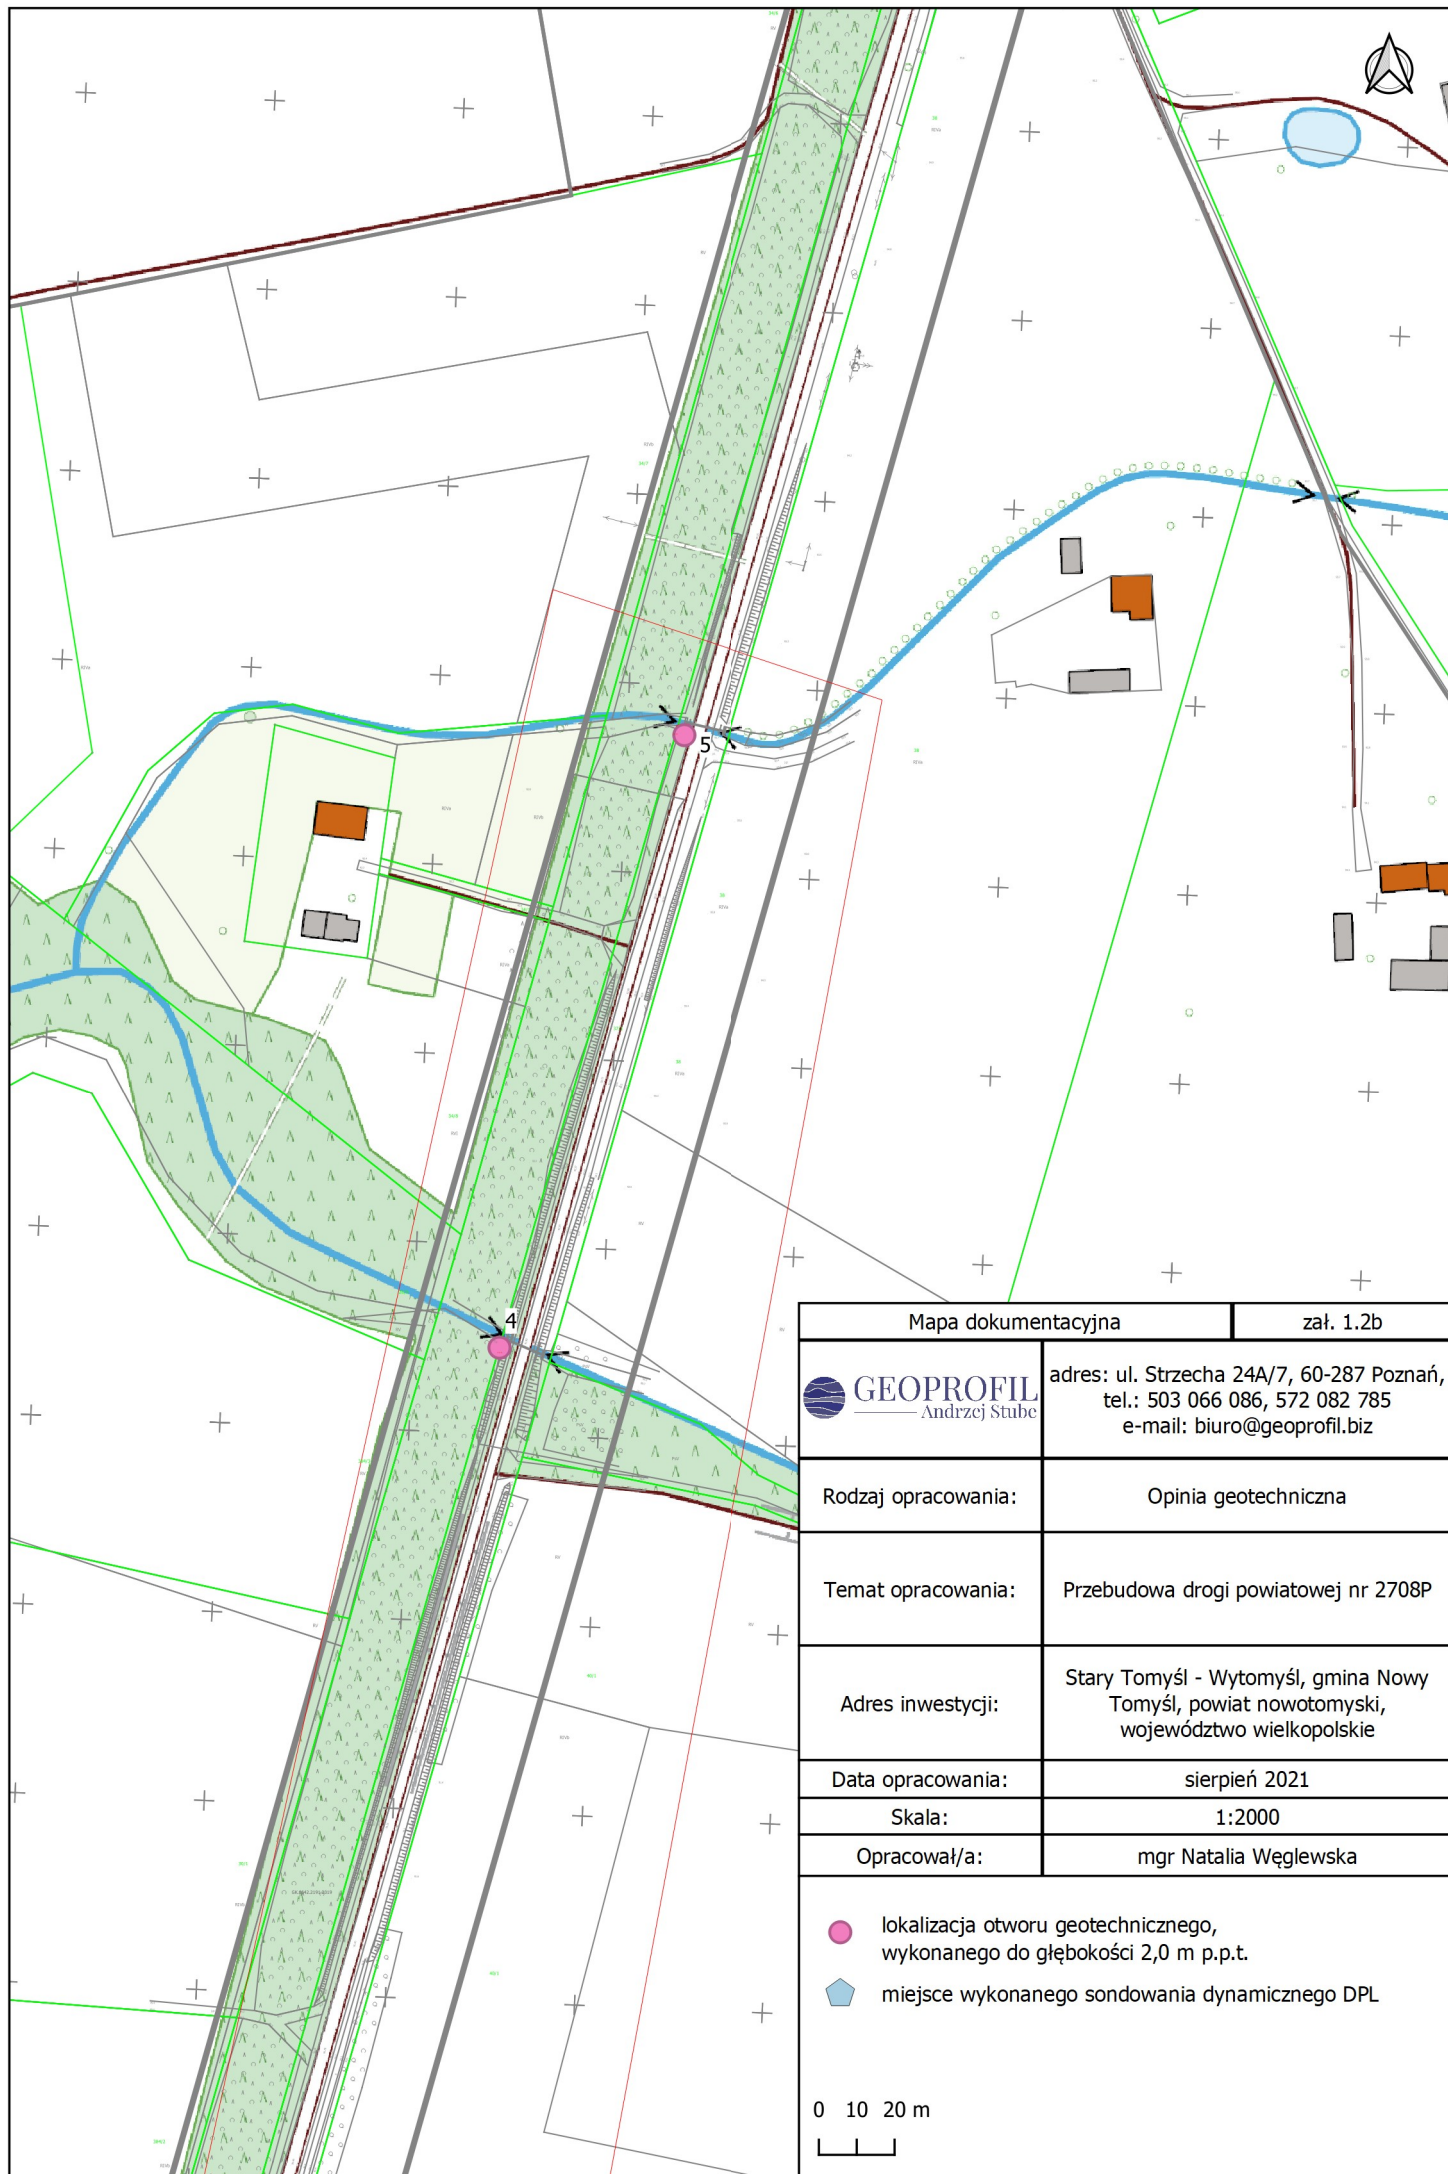 5
4
Mapa dokumentacyjna
zał. 1.2b
GEOPROFIL
Andrzej Stube
adres: ul. Strzecha 24A/7, 60-287 Poznań,
tel.: 503 066 086, 572 082 785
e-mail: biuro@geoprofil.biz
Rodzaj opracowania:
Opinia geotechniczna
Temat opracowania:
Przebudowa drogi powiatowej nr 2708P
Adres inwestycji:
Stary Tomyśl - Wytomyśl, gmina Nowy
Tomyśl, powiat nowotomyski,
województwo wielkopolskie
Data opracowania:
sierpień 2021
Skala:
1:2000
Opracował/a:
mgr Natalia Węglewska
lokalizacja otworu geotechnicznego,
wykonanego do głębokości 2,0 m p.p.t.
miejsce wykonanego sondowania dynamicznego DPL
0 10 20 m